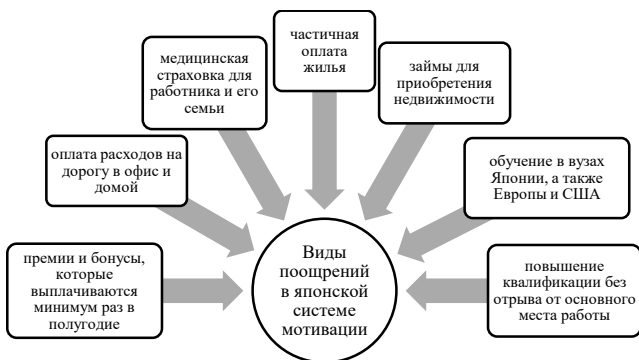 частичная
оплата
жилья
медицинская
страховка для
работника и его
семьи
займы для
приобретения
недвижимости
оплата расходов на
дорогу в офис и
домой
обучение в вузах
Японии, а также
Европы и США
премии и бонусы,
которые
выплачиваются
минимум раз в
полугодие
Виды
поощрений
в японской
системе
мотивации
повышение
квалификации без
отрыва от основного
места работы